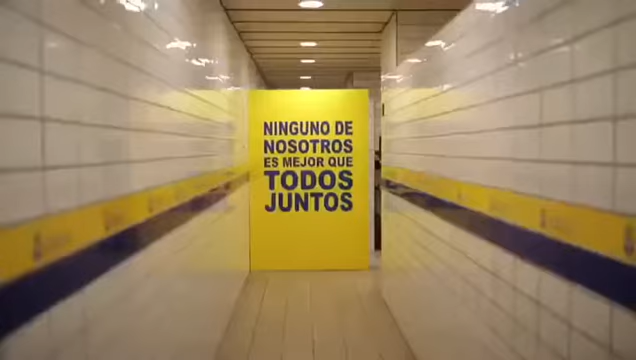 NINGUNO DE
NOSOTROS
ES MEJOR QUE
TODOS
JUNTOS